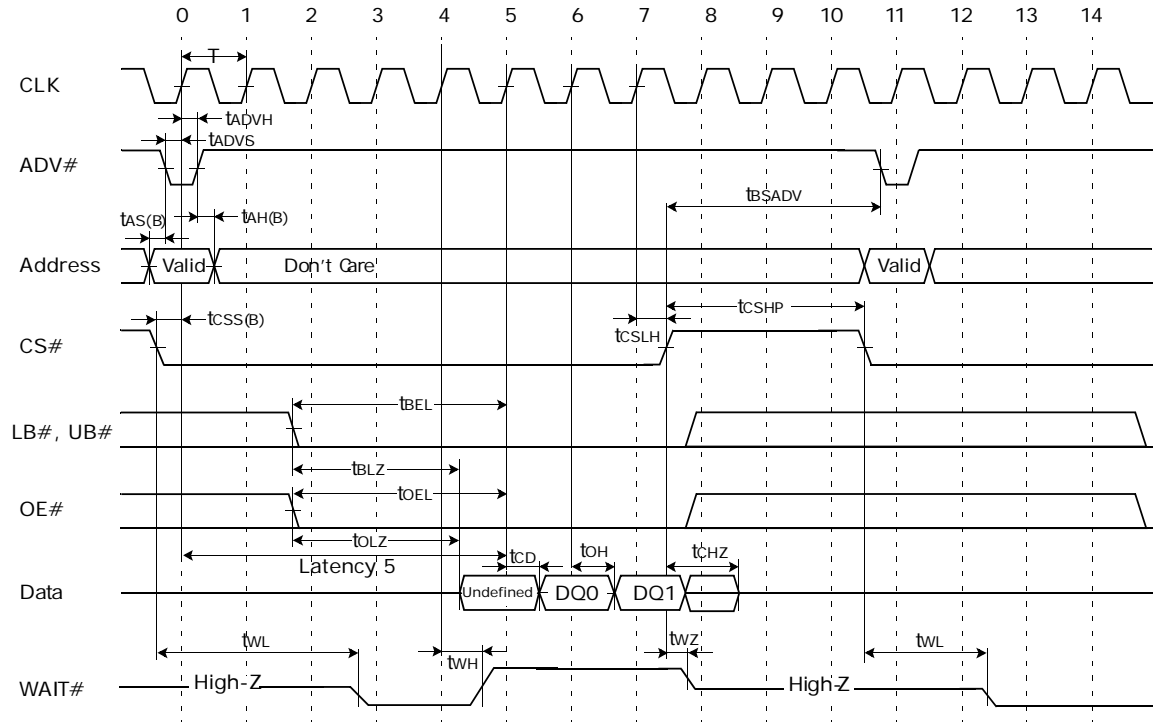 0 1 2 3 4 5 6 7 8 9 10 11 12 13 14
T
CLK
tADVH
tADVS
ADV#
tBSADV
tAS(B) tAH(B)
Address Valid Don't Care Valid
tCSS(B) tCSHP
tCSLH
CS#
tBEL
LB#, UB#
tBLZ
tOEL
OE#
tOLZ
Latency 5 tCD tOH tCHZ
Data Undefined DQ0 DQ1
tWL tWH tWZ tWL
WAIT# High-Z High-Z